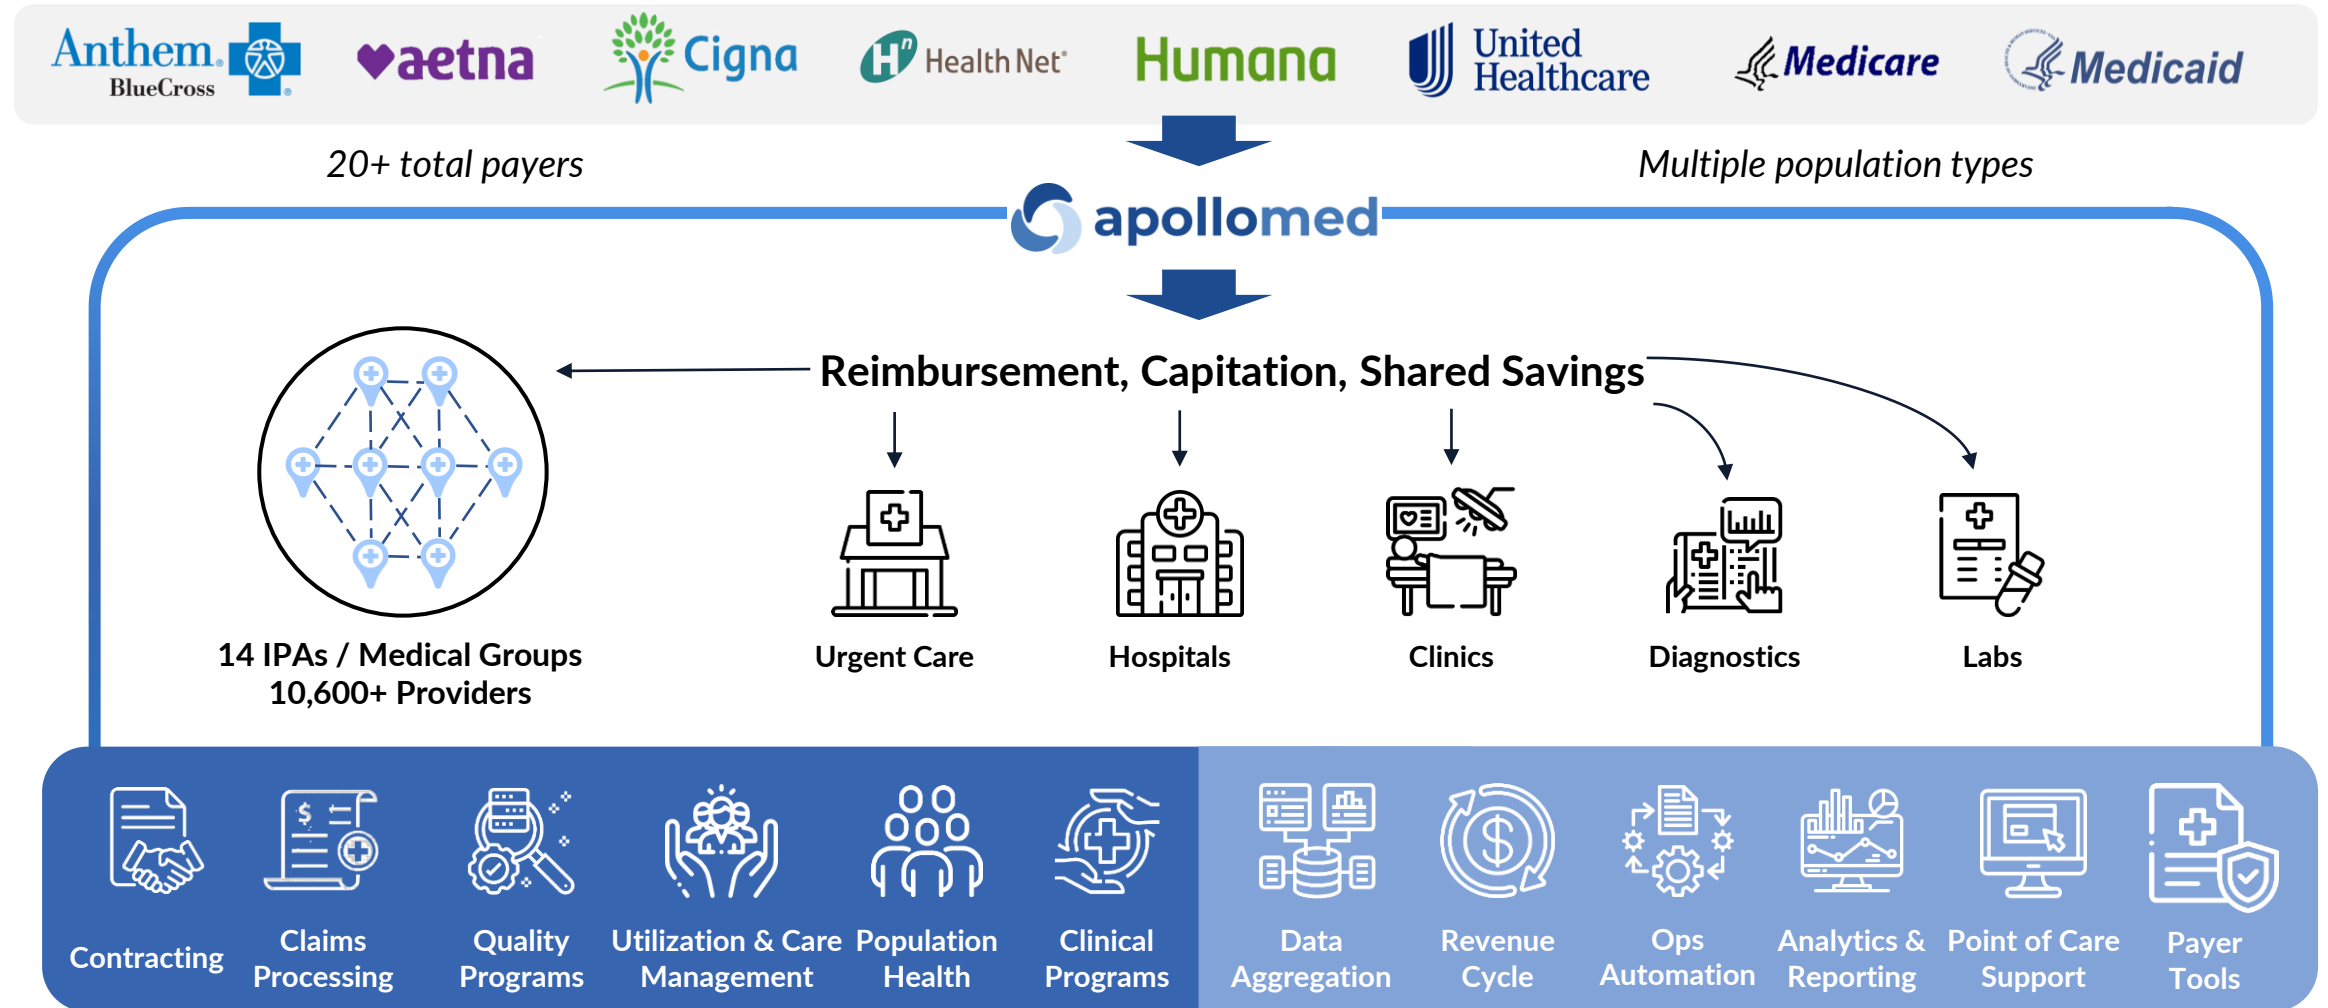 Anthem® BlueCross
aetna
Cigna
Hn Health Net®
Humana
United Healthcare
Medicare
Medicaid
20+ total payers
Multiple population types
apollomed
Reimbursement, Capitation, Shared Savings
14 IPAs / Medical Groups
10,600+ Providers
Urgent Care
Hospitals
Clinics
Diagnostics
Labs
Contracting
Claims
Processing
Quality
Programs
Utilization & Care
Management
Population
Health
Clinical
Programs
Data
Aggregation
Revenue
Cycle
Ops
Automation
Analytics &
Reporting
Point of Care
Support
Payer
Tools